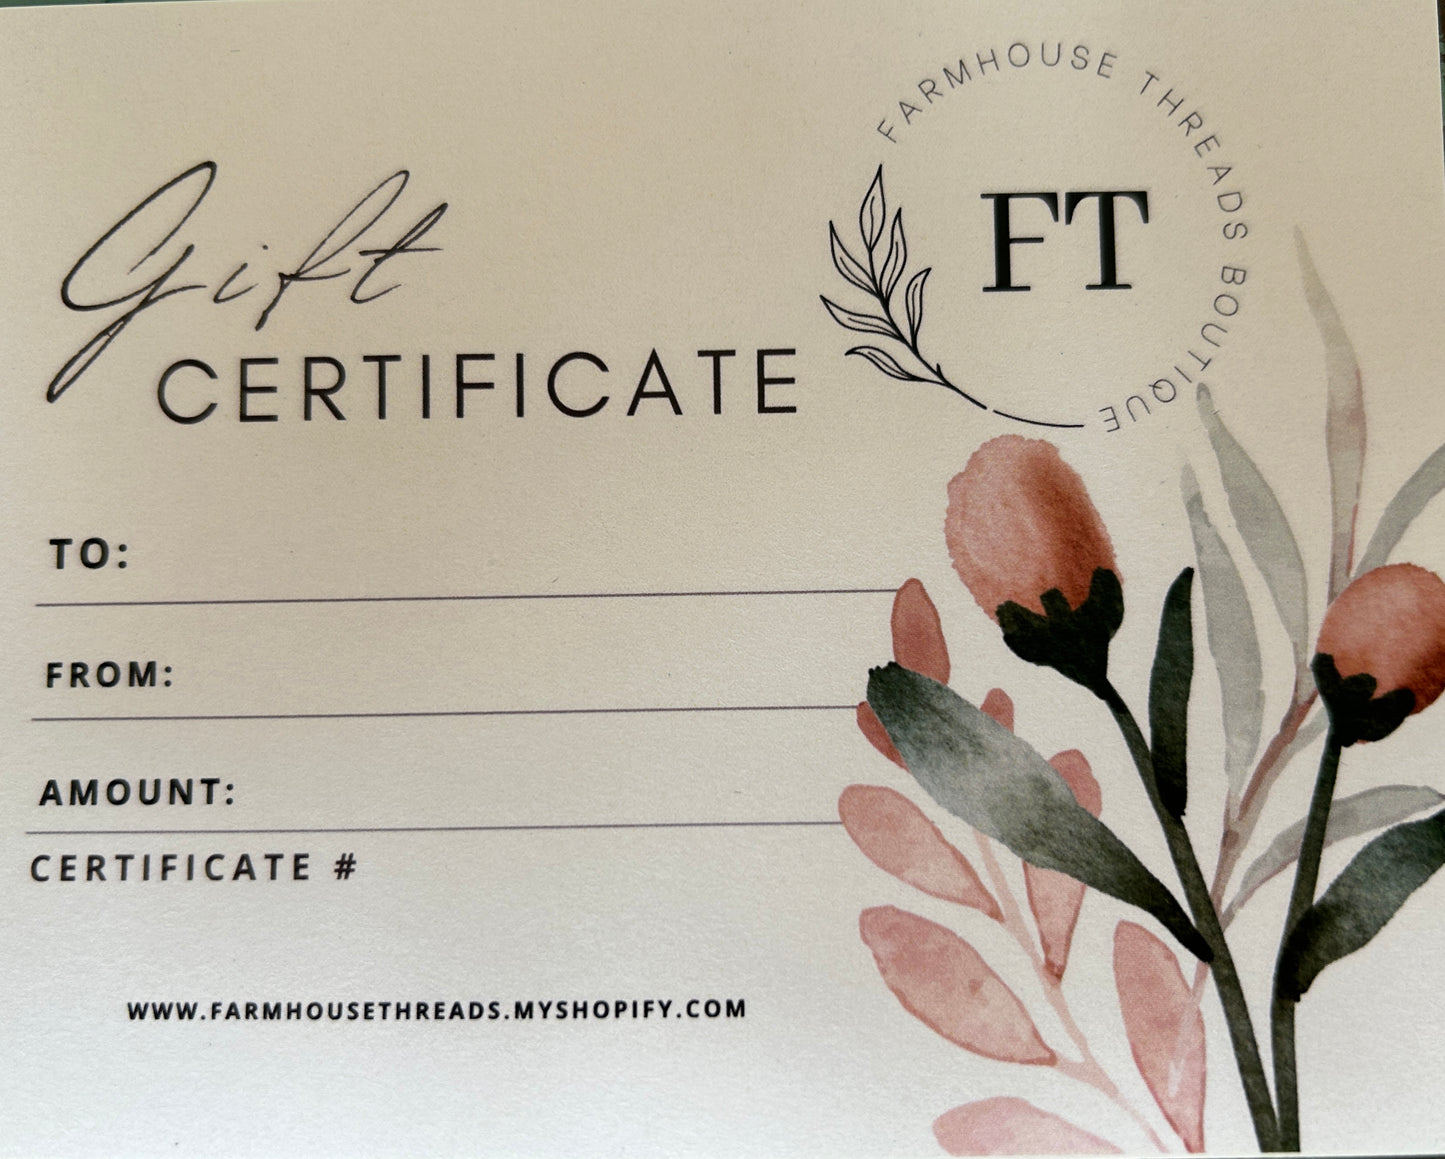 FARMHOUSE THREADS BOUTIQUE
FT
Gift
CERTIFICATE
TO:
FROM:
AMOUNT:
CERTIFICATE #
WWW.FARMHOUSETHREADS.MYSHOPIFY.COM